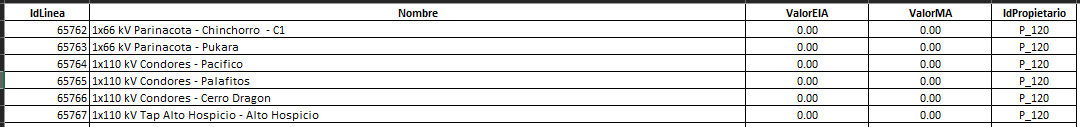 IdLinea Nombre ValorEIA ValorMA IdPropietario
65762 1x66 kV Parinacota - Chinchorro  - C1 0.00 0.00 P_120
65763 1x66 kV Parinacota - Pukara 0.00 0.00 P_120
65764 1x110 kV Condores - Pacifico 0.00 0.00 P_120
65765 1x110 kV Condores - Palafitos 0.00 0.00 P_120
65766 1x110 kV Condores - Cerro Dragon 0.00 0.00 P_120
65767 1x110 kV Tap Alto Hospicio - Alto Hospicio 0.00 0.00 P_120